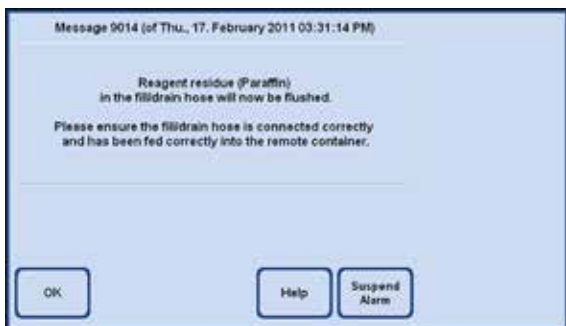 Message 9014 (of Thu., 17. February 2011 03:31:14 PM)
Reagent residue (Paraffin)
in the fill/drain hose will now be flushed.
Please ensure the fill/drain hose is connected correctly
and has been fed correctly into the remote container.
OK
Help
Suspend
Alarm